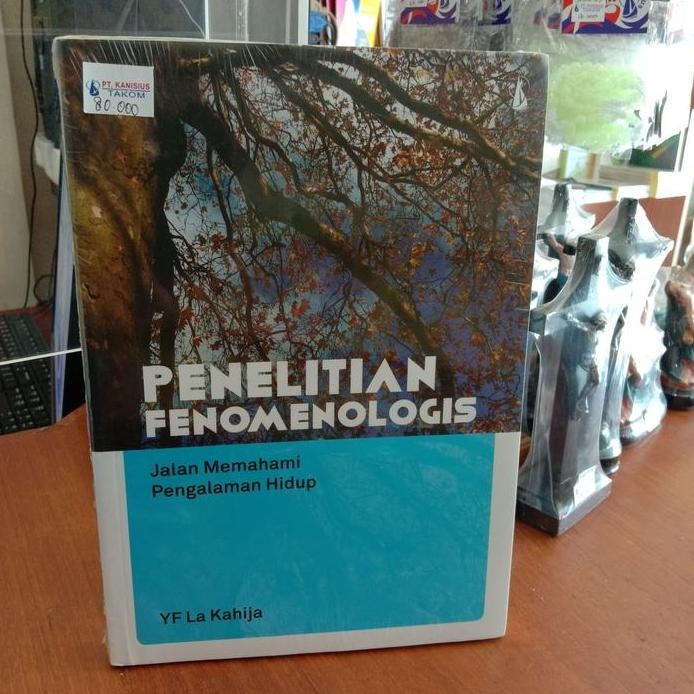 PT. KANISIUS
TAKOM
80.000
PENELITIAN
FENOMENOLOGIS
Jalan Memahami
Pengalaman Hidup
YF La Kahija